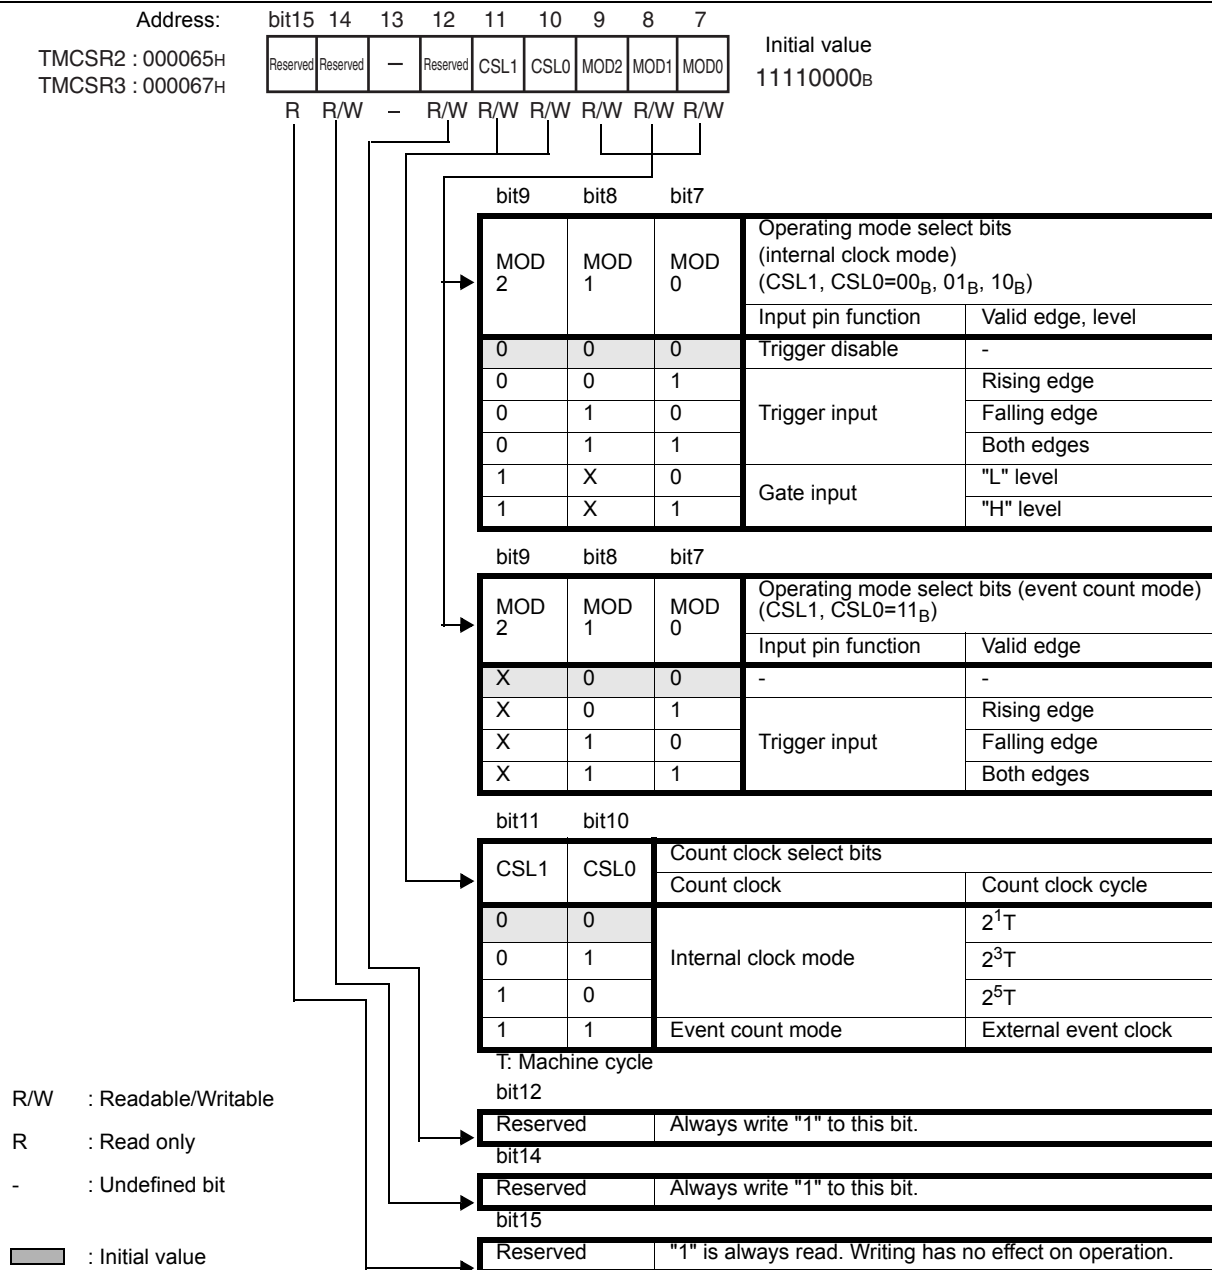 Address: bit15 14 13 12 11 10 9 8 7
TMCSR2 : 000065H
TMCSR3 : 000067H
Reserved Reserved – Reserved CSL1 CSL0 MOD2 MOD1 MOD0
Initial value
11110000B
R R/W – R/W R/W R/W R/W R/W R/W
bit9 bit8 bit7
MOD 2 MOD 1 MOD 0
Operating mode select bits
(internal clock mode)
(CSL1, CSL0=00B, 01B, 10B)
Input pin function Valid edge, level
0 0 0 Trigger disable -
0 0 1 Rising edge
0 1 0 Trigger input Falling edge
0 1 1 Both edges
1 X 0 "L" level
Gate input
1 X 1 "H" level
bit9 bit8 bit7
MOD 2 MOD 1 MOD 0
Operating mode select bits (event count mode)
(CSL1, CSL0=11B)
Input pin function Valid edge
X 0 0 - -
X 0 1 Rising edge
X 1 0 Trigger input Falling edge
X 1 1 Both edges
bit11 bit10
CSL1 CSL0
Count clock select bits
Count clock Count clock cycle
0 0 2¹T
0 1 Internal clock mode 2³T
1 0 2⁵T
1 1 Event count mode External event clock
T: Machine cycle
bit12
Reserved Always write "1" to this bit.
bit14
Reserved Always write "1" to this bit.
bit15
Reserved "1" is always read. Writing has no effect on operation.
R/W : Readable/Writable
R : Read only
- : Undefined bit
: Initial value